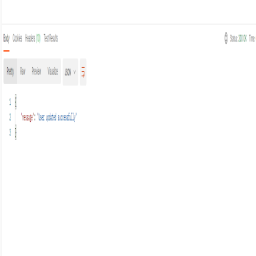 Body Cookies Headers Test Results Status: 200 OK Time
Pretty Raw Preview Visualize JSON
1 {
2 "message": "User updated successfully"
3 }